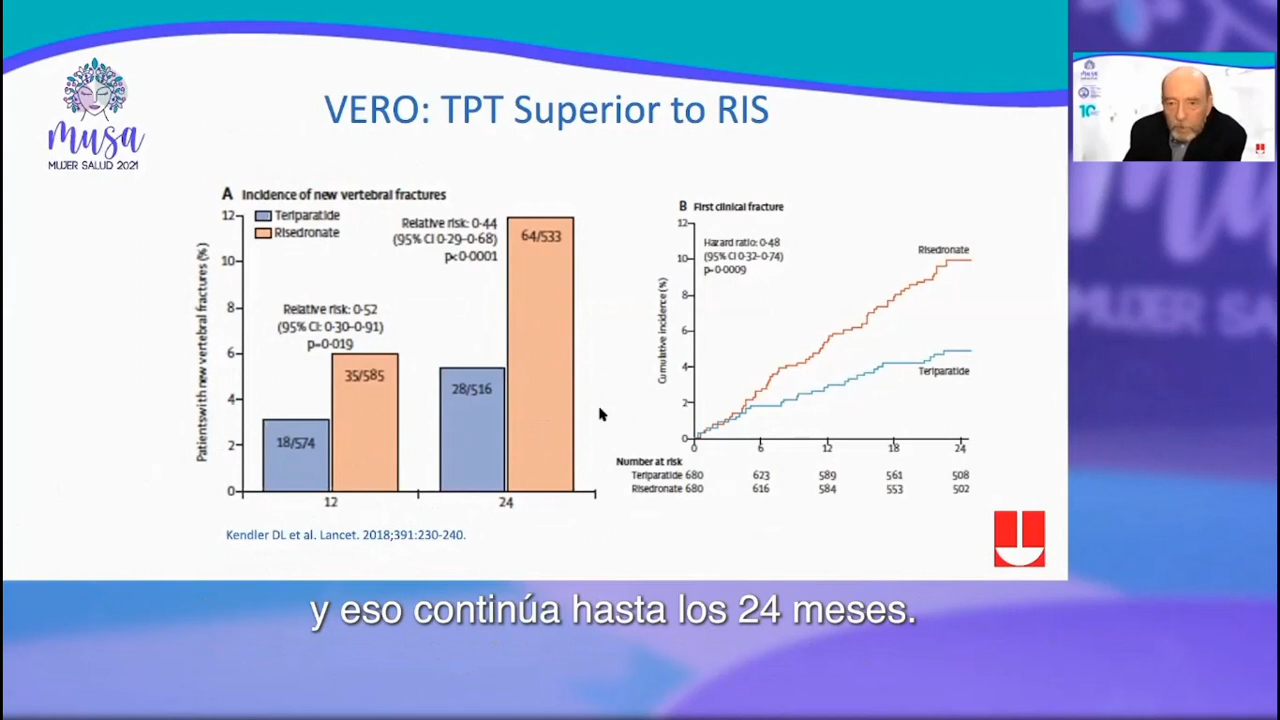 musa
MUJER SALUD 2021
VERO: TPT Superior to RIS
A Incidence of new vertebral fractures
Teriparatide
Risedronate
Relative risk: 0·44
(95% CI 0·29–0·68)
p<0·0001
64/533
Relative risk: 0·52
(95% CI: 0·30–0·91)
p=0·019
35/585
28/516
18/574
Patients with new vertebral fractures (%)
12
10
8
6
4
2
0
12
24
B First clinical fracture
Hazard ratio: 0·48
(95% CI 0·32–0·74)
p=0·0009
Risedronate
Teriparatide
Cumulative incidence (%)
12
10
8
6
4
2
0
0 6 12 18 24
Number at risk
Teriparatide 680 623 589 561 508
Risedronate 680 616 584 553 502
Kendler DL et al. Lancet. 2018;391:230-240.
y eso continúa hasta los 24 meses.